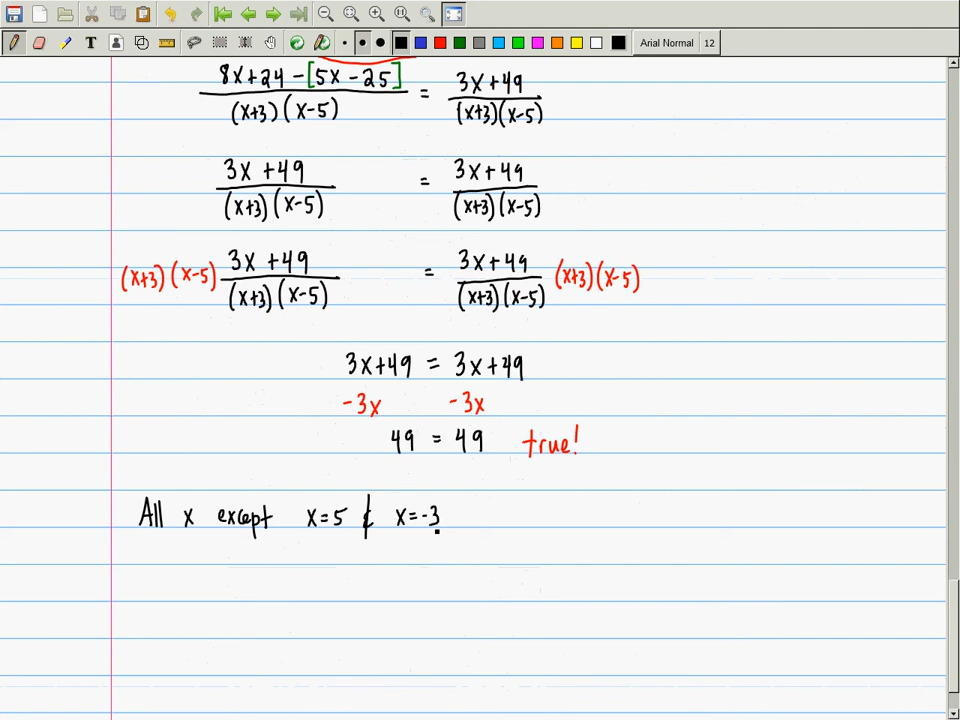 Arial Normal 12
8x+24 - [5x - 25] / (x+3)(x-5) = 3x+49 / (x+3)(x-5)
3x +49 / (x+3)(x-5) = 3x+49 / (x+3)(x-5)
(x+3)(x-5) 3x +49 / (x+3)(x-5) = 3x+49 / (x+3)(x-5) (x+3)(x-5)
3x+49 = 3x+49
-3x -3x
49 = 49 true!
All x except x=5 & x=-3